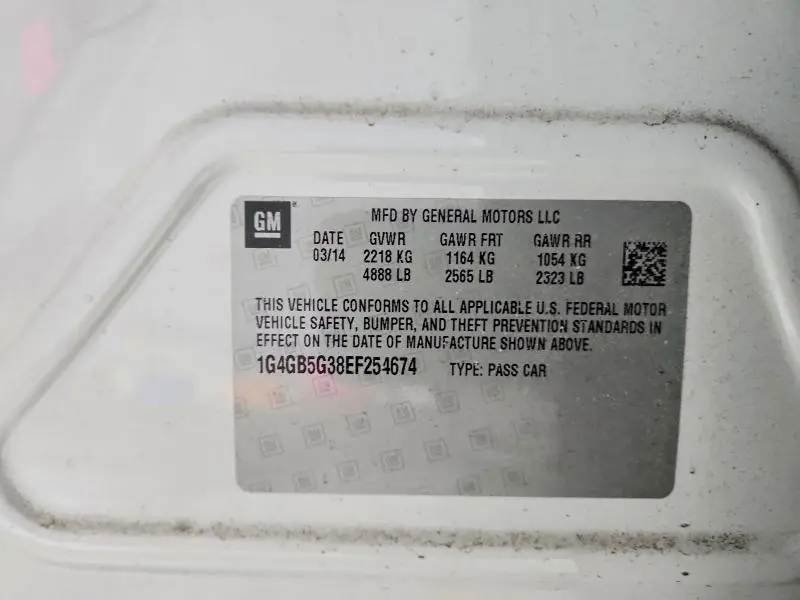 GM
MFD BY GENERAL MOTORS LLC
DATE GVWR GAWR FRT GAWR RR
03/14 2218 KG 1164 KG 1054 KG
4888 LB 2565 LB 2323 LB
THIS VEHICLE CONFORMS TO ALL APPLICABLE U.S. FEDERAL MOTOR
VEHICLE SAFETY, BUMPER, AND THEFT PREVENTION STANDARDS IN
EFFECT ON THE DATE OF MANUFACTURE SHOWN ABOVE.
1G4GB5G38EF254674 TYPE: PASS CAR